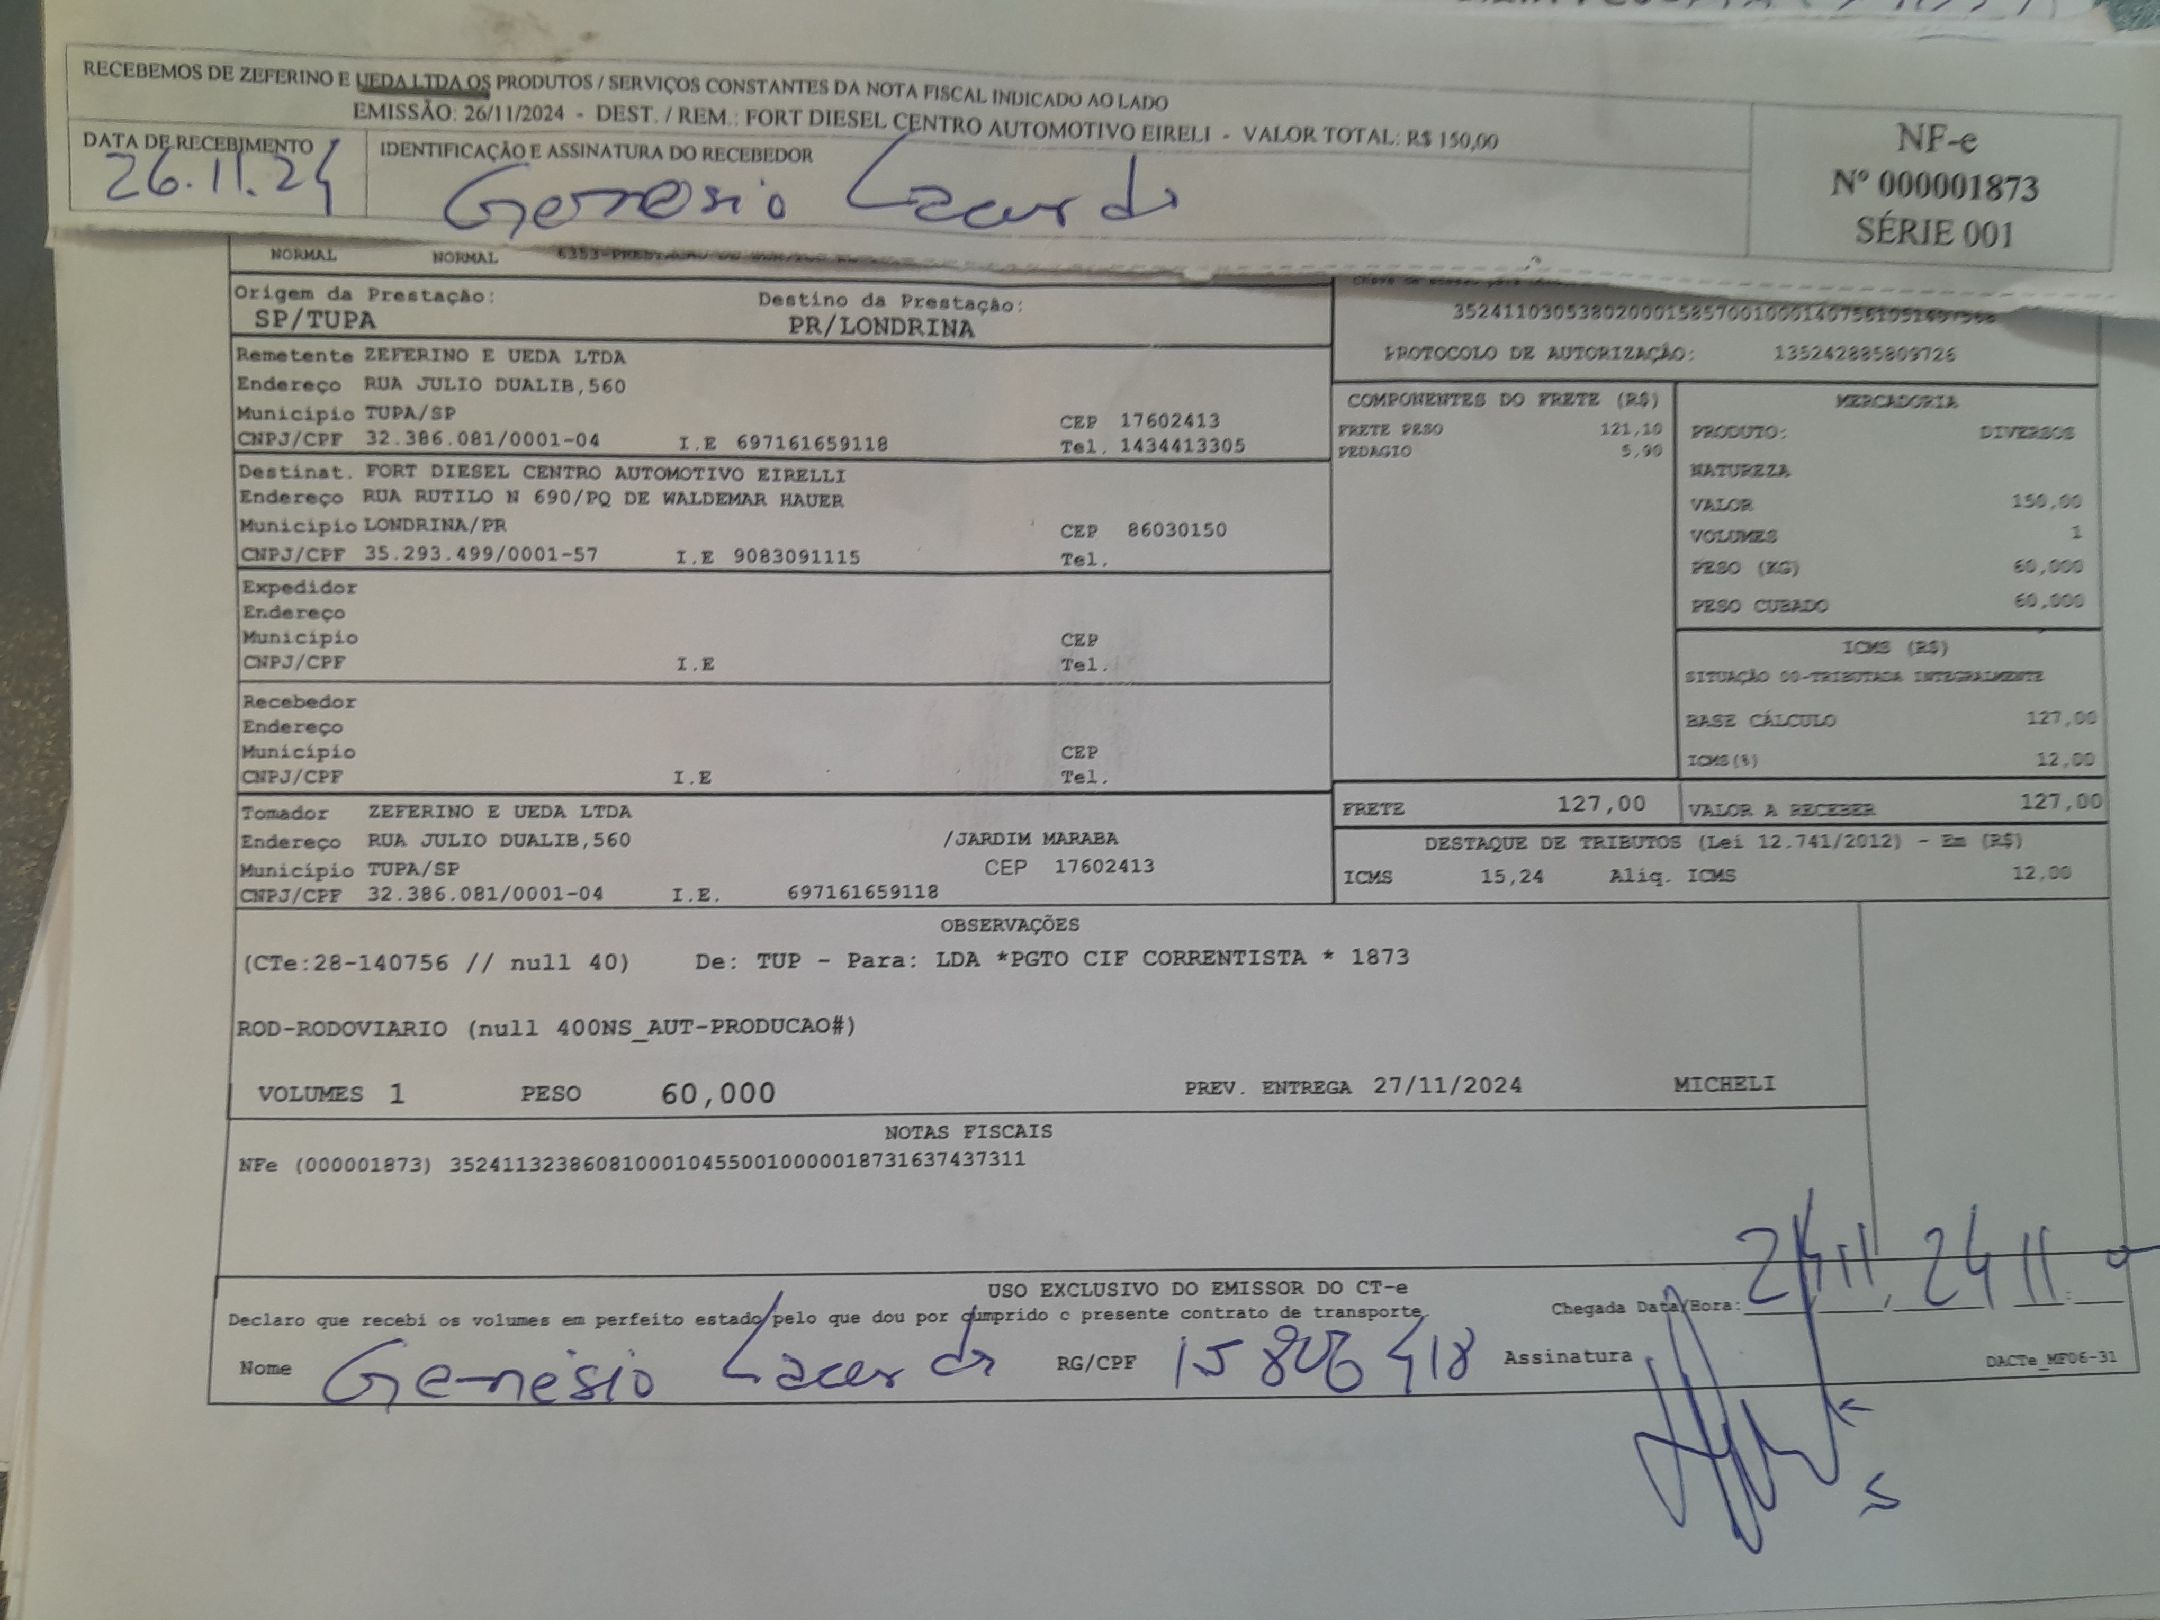 RECEBEMOS DE ZEFERINO E UEDA LTDA OS PRODUTOS / SERVIÇOS CONSTANTES DA NOTA FISCAL INDICADO AO LADO
EMISSÃO: 26/11/2024 - DEST. / REM.: FORT DIESEL CENTRO AUTOMOTIVO EIRELI - VALOR TOTAL: R$ 150,00
DATA DE RECEBIMENTO
26.11.24
IDENTIFICAÇÃO E ASSINATURA DO RECEBEDOR
Genesio Lacerda
NF-e
Nº 000001873
SÉRIE 001
NORMAL NORMAL
Origem da Prestação: Destino da Prestação:
SP/TUPA PR/LONDRINA
PROTOCOLO DE AUTORIZAÇÃO: 135242885809726
Remetente ZEFERINO E UEDA LTDA
Endereço RUA JULIO DUALIB,560
Município TUPA/SP CEP 17602413
CNPJ/CPF 32.386.081/0001-04 I.E 697161659118 Tel. 1434413305
Destinat. FORT DIESEL CENTRO AUTOMOTIVO EIRELLI
Endereço RUA RUTILO N 690/PQ DE WALDEMAR HAUER
Município LONDRINA/PR CEP 86030150
CNPJ/CPF 35.293.499/0001-57 I.E 9083091115 Tel.
Expedidor
Endereço
Município CEP
CNPJ/CPF I.E Tel.
Recebedor
Endereço
Município CEP
CNPJ/CPF I.E Tel.
Tomador ZEFERINO E UEDA LTDA
Endereço RUA JULIO DUALIB,560 /JARDIM MARABA
Município TUPA/SP CEP 17602413
CNPJ/CPF 32.386.081/0001-04 I.E. 697161659118
COMPONENTES DO FRETE (R$)
FRETE PESO 121,10
PEDAGIO 5,90
MERCADORIA
PRODUTO: DIVERSOS
NATUREZA
VALOR 150,00
VOLUMES 1
PESO (KG) 60,000
PESO CUBADO 60,000
ICMS (R$)
SITUAÇÃO 00-TRIBUTADA INTEGRALMENTE
BASE CÁLCULO 127,00
ICMS(%) 12,00
FRETE 127,00 VALOR A RECEBER 127,00
DESTAQUE DE TRIBUTOS (Lei 12.741/2012) - Em (R$)
ICMS 15,24 Aliq. ICMS 12,00
OBSERVAÇÕES
(CTe:28-140756 // null 40) De: TUP - Para: LDA *PGTO CIF CORRENTISTA * 1873
ROD-RODOVIARIO (null 400NS_AUT-PRODUCAO#)
VOLUMES 1 PESO 60,000 PREV. ENTREGA 27/11/2024 MICHELI
NOTAS FISCAIS
NFe (000001873) 35241132386081000104550010000018731637437311
USO EXCLUSIVO DO EMISSOR DO CT-e
Declaro que recebi os volumes em perfeito estado pelo que dou por cumprido o presente contrato de transporte.
Chegada Data/Hora:
Nome Genésio Lacerda RG/CPF Assinatura
DACTe_MF06-31